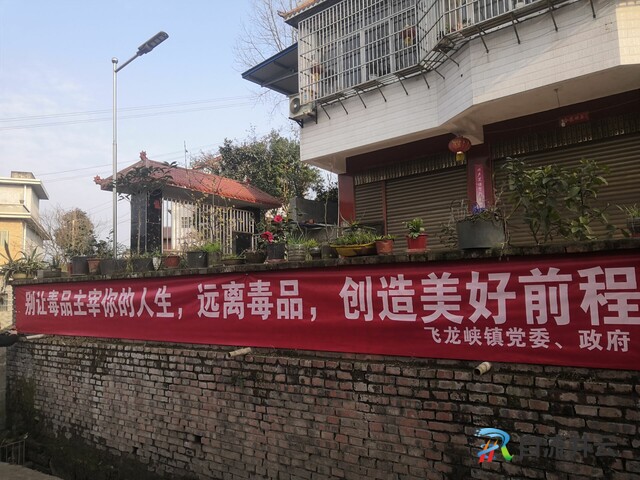 别让毒品主宰你的人生，远离毒品，创造美好前程
飞龙峡镇党委、政府